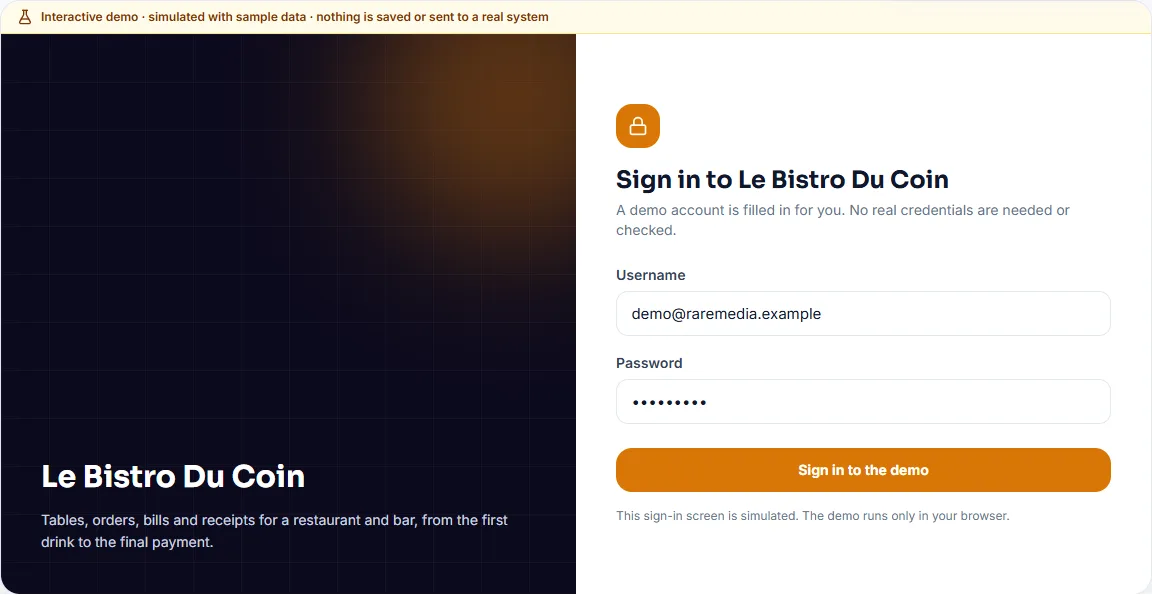 Interactive demo · simulated with sample data · nothing is saved or sent to a real system
Le Bistro Du Coin
Tables, orders, bills and receipts for a restaurant and bar, from the first
drink to the final payment.
Sign in to Le Bistro Du Coin
A demo account is filled in for you. No real credentials are needed or
checked.
Username
demo@raremedia.example
Password
•••••••••
Sign in to the demo
This sign-in screen is simulated. The demo runs only in your browser.